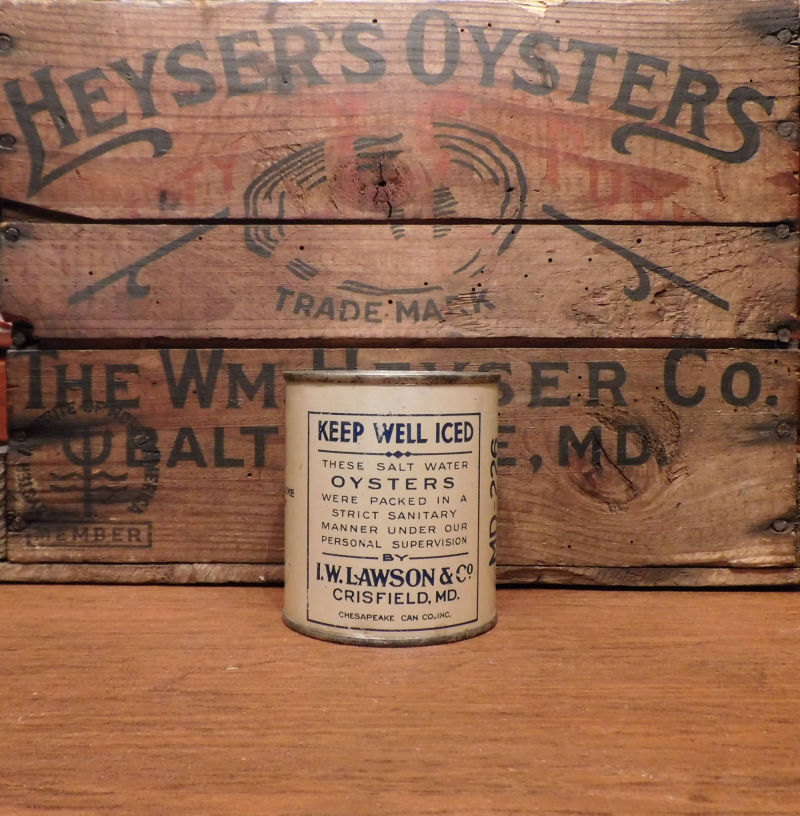 HEYSER'S OYSTERS
TRADE MARK
THE WM HEYSER CO.
MEMBER
KEEP WELL ICED
THESE SALT WATER
OYSTERS
WERE PACKED IN A
STRICT SANITARY
MANNER UNDER OUR
PERSONAL SUPERVISION
BY
I.W. LAWSON & CO.
CRISFIELD, MD.
CHESAPEAKE CAN CO., INC.
MD-226
BALT E, MD.